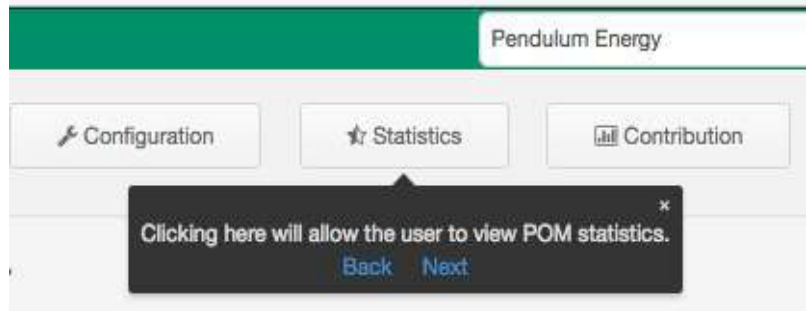 Pendulum Energy
Configuration
Statistics
Contribution
×
Clicking here will allow the user to view POM statistics.
Back Next